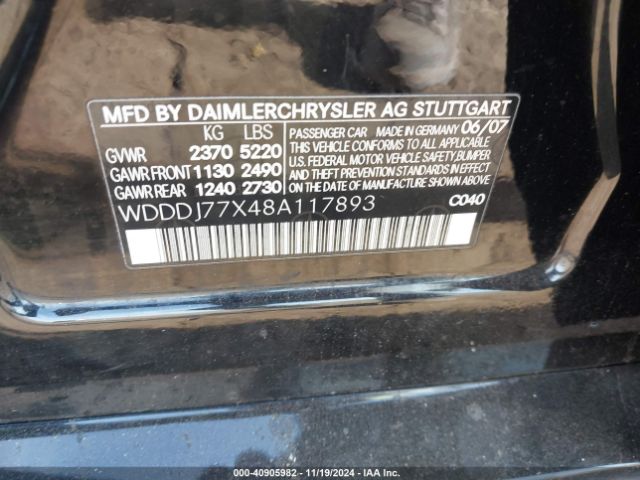 MFD BY DAIMLERCHRYSLER AG STUTTGART
KG LBS
GVWR 2370 5220
GAWR FRONT 1130 2490
GAWR REAR 1240 2730
PASSENGER CAR MADE IN GERMANY 06/07
THIS VEHICLE CONFORMS TO ALL APPLICABLE
U.S. FEDERAL MOTOR VEHICLE SAFETY, BUMPER
AND THEFT PREVENTION STANDARDS IN EFFECT
ON THE DATE OF MANUFACTURE SHOWN ABOVE.
WDDDJ77X48A117893
C040
000-40905982 - 11/19/2024 - IAA Inc.